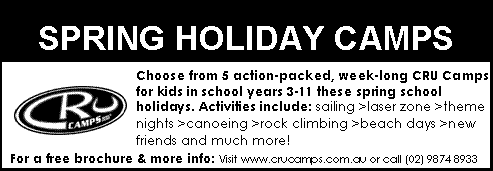 SPRING HOLIDAY CAMPS
Choose from 5 action-packed, week-long CRU Camps
for kids in school years 3-11 these spring school
holidays. Activities include: sailing >laser zone >theme
nights >canoeing >rock climbing >beach days >new
friends and much more!
CRU
CAMPS
For a free brochure & more info: Visit www.crucamps.com.au or call (02) 9874 8933